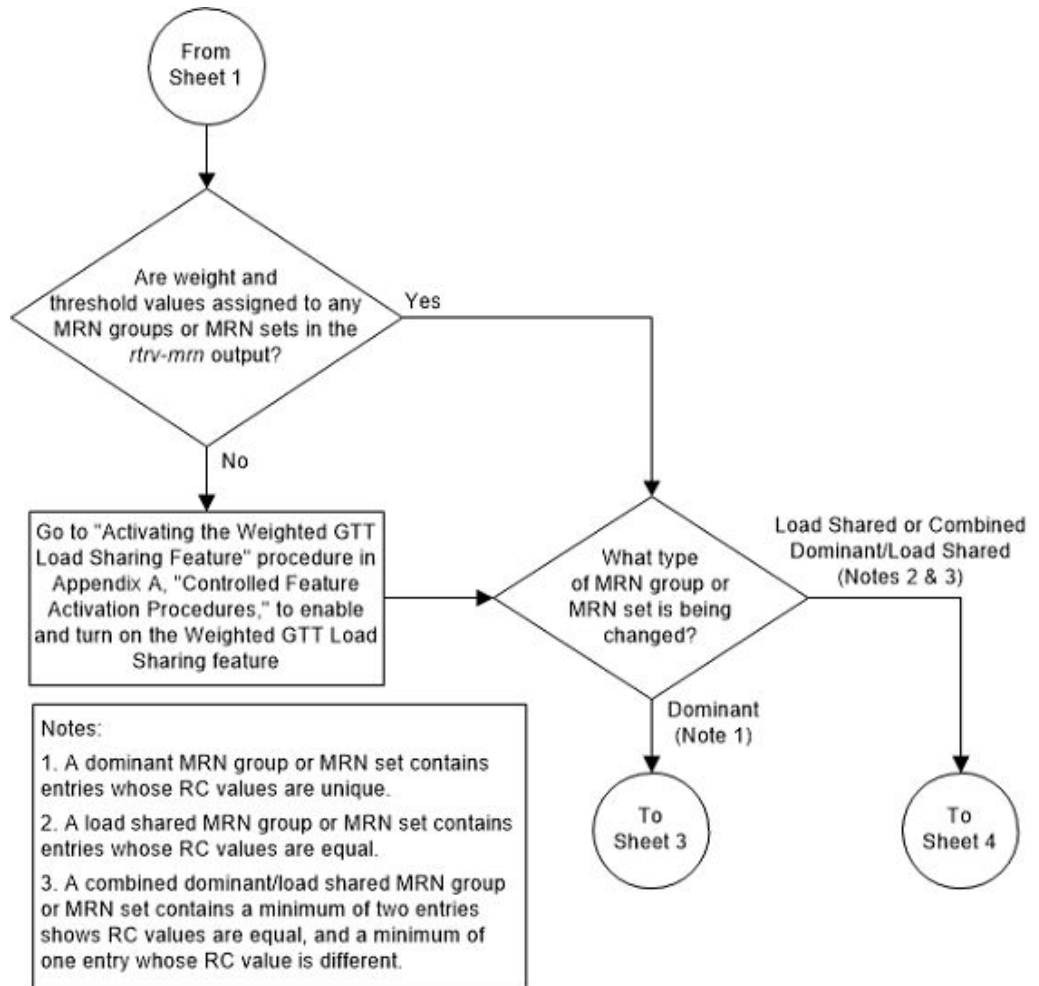 From
Sheet 1
Are weight and
threshold values assigned to any
MRN groups or MRN sets in the
rtrv-mrn output?
Yes
No
Go to "Activating the Weighted GTT
Load Sharing Feature" procedure in
Appendix A, "Controlled Feature
Activation Procedures," to enable
and turn on the Weighted GTT Load
Sharing feature
What type
of MRN group or
MRN set is being
changed?
Load Shared or Combined
Dominant/Load Shared
(Notes 2 & 3)
Dominant
(Note 1)
To
Sheet 3
To
Sheet 4
Notes:
1. A dominant MRN group or MRN set contains
entries whose RC values are unique.
2. A load shared MRN group or MRN set contains
entries whose RC values are equal.
3. A combined dominant/load shared MRN group
or MRN set contains a minimum of two entries
shows RC values are equal, and a minimum of
one entry whose RC value is different.